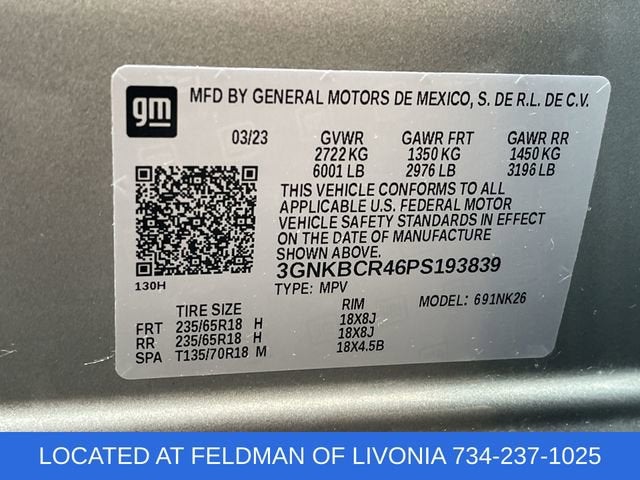 gm MFD BY GENERAL MOTORS DE MEXICO, S. DE R.L. DE C.V.
03/23 GVWR GAWR FRT GAWR RR
2722 KG 1350 KG 1450 KG
6001 LB 2976 LB 3196 LB
THIS VEHICLE CONFORMS TO ALL
APPLICABLE U.S. FEDERAL MOTOR
VEHICLE SAFETY STANDARDS IN EFFECT
ON THE DATE OF MANUFACTURE
SHOWN ABOVE.
3GNKBCR46PS193839
130H TYPE: MPV MODEL: 691NK26
TIRE SIZE RIM
FRT 235/65R18 H 18X8J
RR 235/65R18 H 18X8J
SPA T135/70R18 M 18X4.5B
LOCATED AT FELDMAN OF LIVONIA 734-237-1025